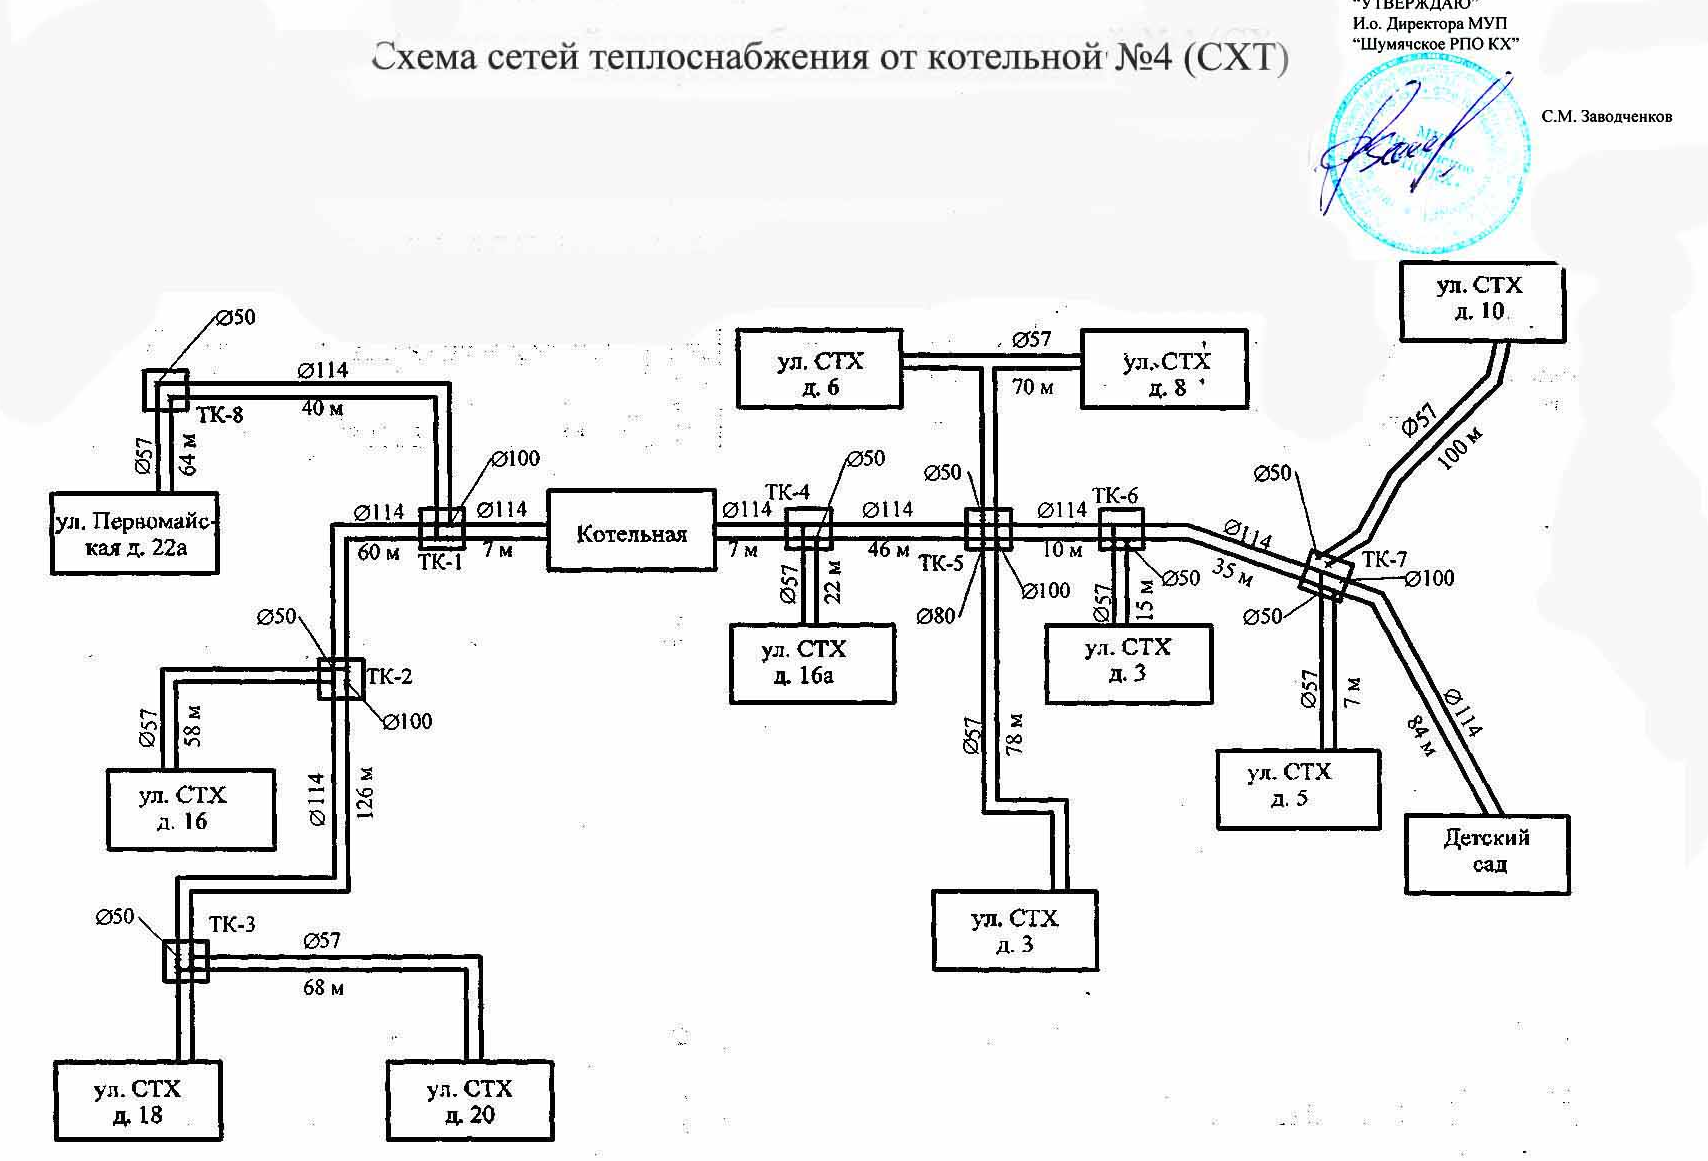 “УТВЕРЖДАЮ”
И.о. Директора МУП
“Шумячское РПО КХ”
Схема сетей теплоснабжения от котельной №4 (СХТ)
С.М. Заводченков
ул. СТХ
д. 10
Ø50
Ø114
40 м
ТК-8
Ø57
64 м
ул. Первомайс-
кая д. 22а
Ø100
Ø114
60 м
ТК-1
Ø114
7 м
Котельная
ул. СТХ
д. 6
Ø57
70 м
ул. СТХ
д. 8
Ø114
7 м
ТК-4
Ø50
Ø114
46 м
Ø57
22 м
ул. СТХ
д. 16а
Ø50
ТК-5
Ø80
Ø100
Ø114
10 м
ТК-6
Ø50
Ø57
15 м
ул. СТХ
д. 3
Ø114
35 м
Ø50
ТК-7
Ø100
Ø50
Ø57
100 м
Ø57
7 м
ул. СТХ
д. 5
Ø114
84 м
Детский
сад
Ø57
78 м
ул. СТХ
д. 3
Ø50
ТК-2
Ø100
Ø57
58 м
ул. СТХ
д. 16
Ø114
126 м
Ø50
ТК-3
Ø57
68 м
ул. СТХ
д. 18
ул. СТХ
д. 20